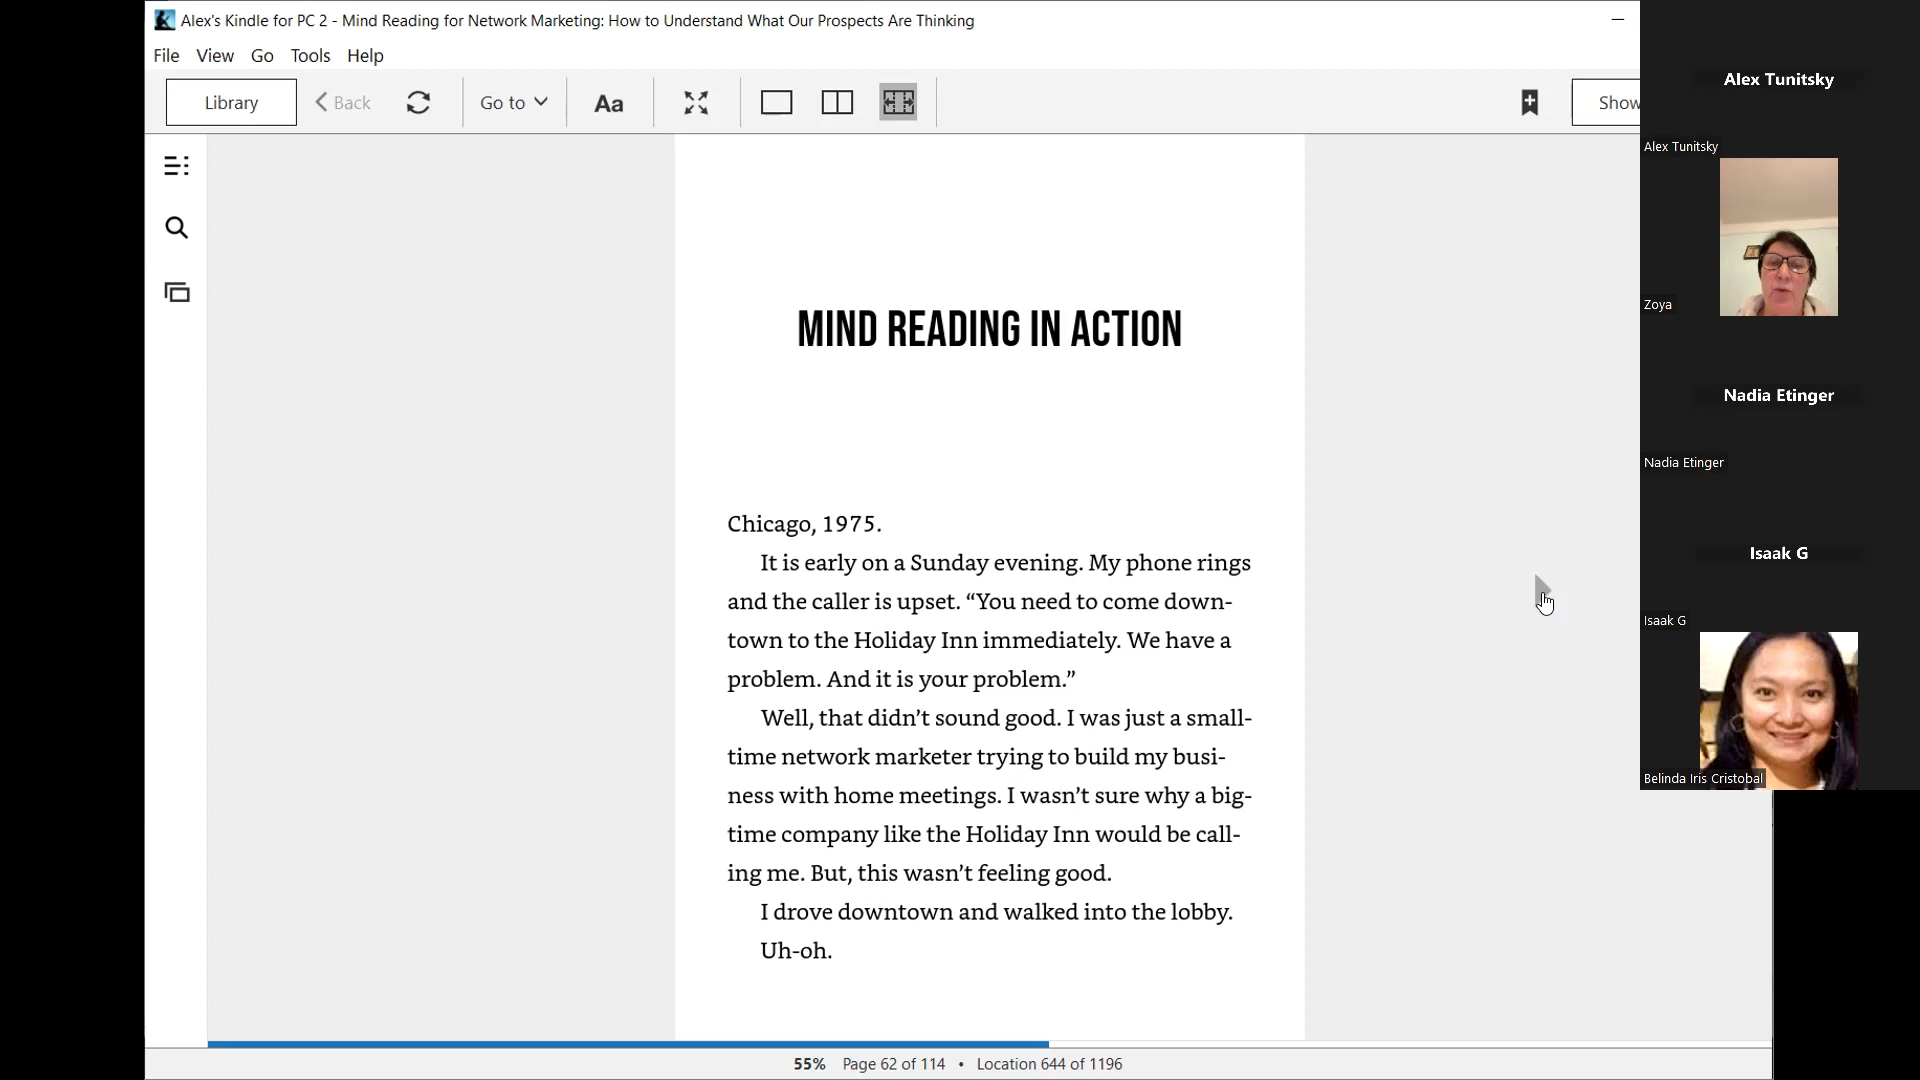 Alex's Kindle for PC 2 - Mind Reading for Network Marketing: How to Understand What Our Prospects Are Thinking
File View Go Tools Help
Library Back Go to Aa Show
MIND READING IN ACTION
Chicago, 1975.
It is early on a Sunday evening. My phone rings
and the caller is upset. “You need to come down-
town to the Holiday Inn immediately. We have a
problem. And it is your problem.”
Well, that didn’t sound good. I was just a small-
time network marketer trying to build my busi-
ness with home meetings. I wasn’t sure why a big-
time company like the Holiday Inn would be call-
ing me. But, this wasn’t feeling good.
I drove downtown and walked into the lobby.
Uh-oh.
55% Page 62 of 114 • Location 644 of 1196
Alex Tunitsky
Alex Tunitsky
Zoya
Nadia Etinger
Nadia Etinger
Isaak G
Isaak G
Belinda Iris Cristobal